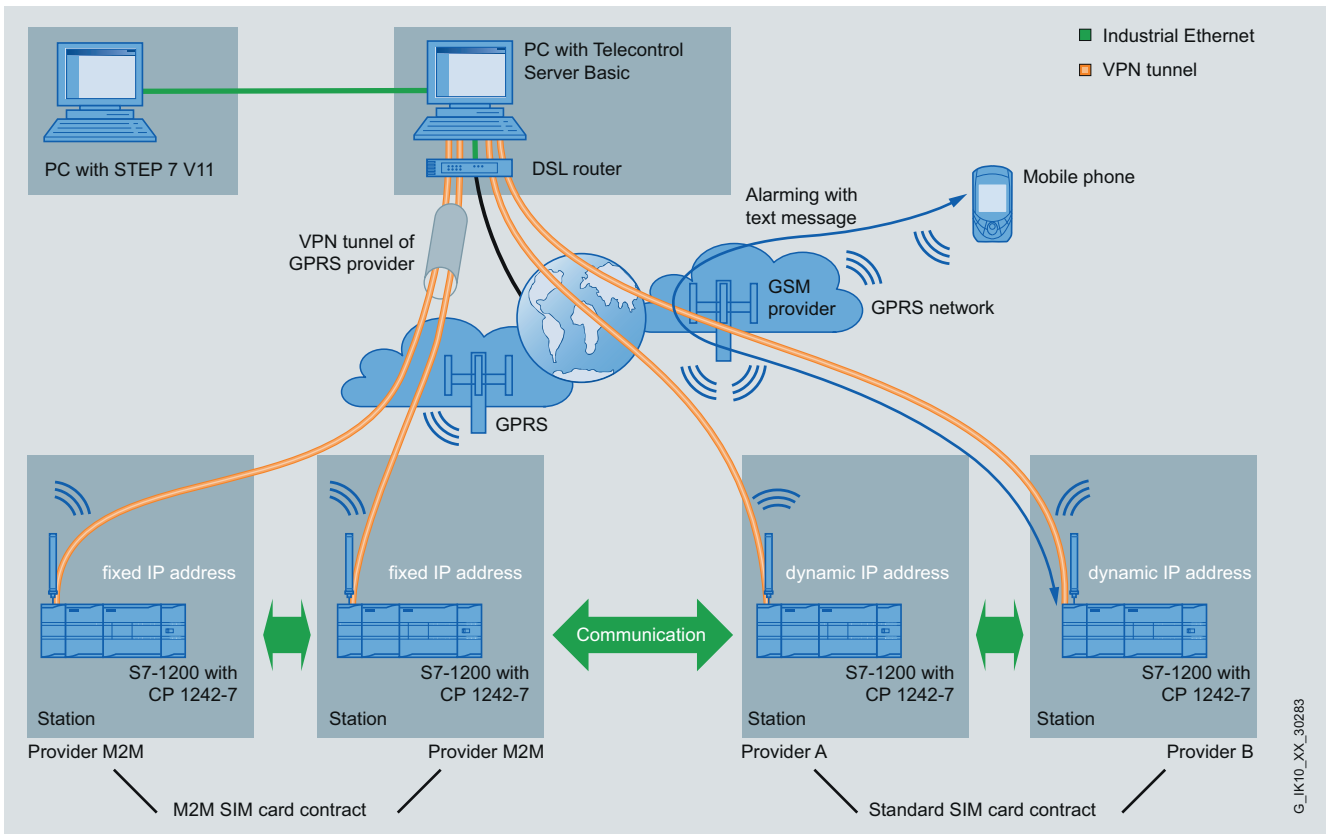 PC with Telecontrol
Server Basic
Industrial Ethernet
VPN tunnel
PC with STEP 7 V11
DSL router
Mobile phone
Alarming with
text message
VPN tunnel of
GPRS provider
GSM
provider
GPRS network
GPRS
fixed IP address
fixed IP address
dynamic IP address
dynamic IP address
Communication
S7-1200 with
CP 1242-7
Station
S7-1200 with
CP 1242-7
Station
S7-1200 with
CP 1242-7
Station
S7-1200 with
CP 1242-7
Station
Provider M2M
Provider M2M
Provider A
Provider B
M2M SIM card contract
Standard SIM card contract
G_IK10_XX_30283